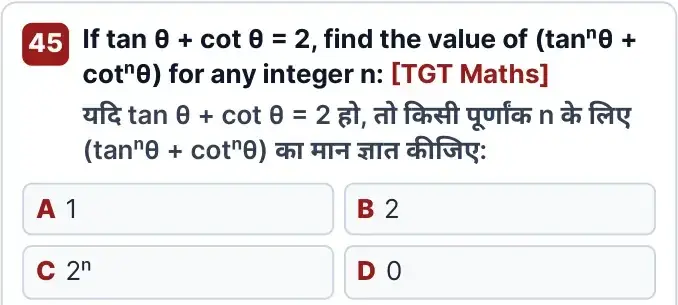 45 If tan θ + cot θ = 2, find the value of (tanⁿθ +
cotⁿθ) for any integer n: [TGT Maths]
यदि tan θ + cot θ = 2 हो, तो किसी पूर्णांक n के लिए
(tanⁿθ + cotⁿθ) का मान ज्ञात कीजिए:
A 1 B 2
C 2ⁿ D 0